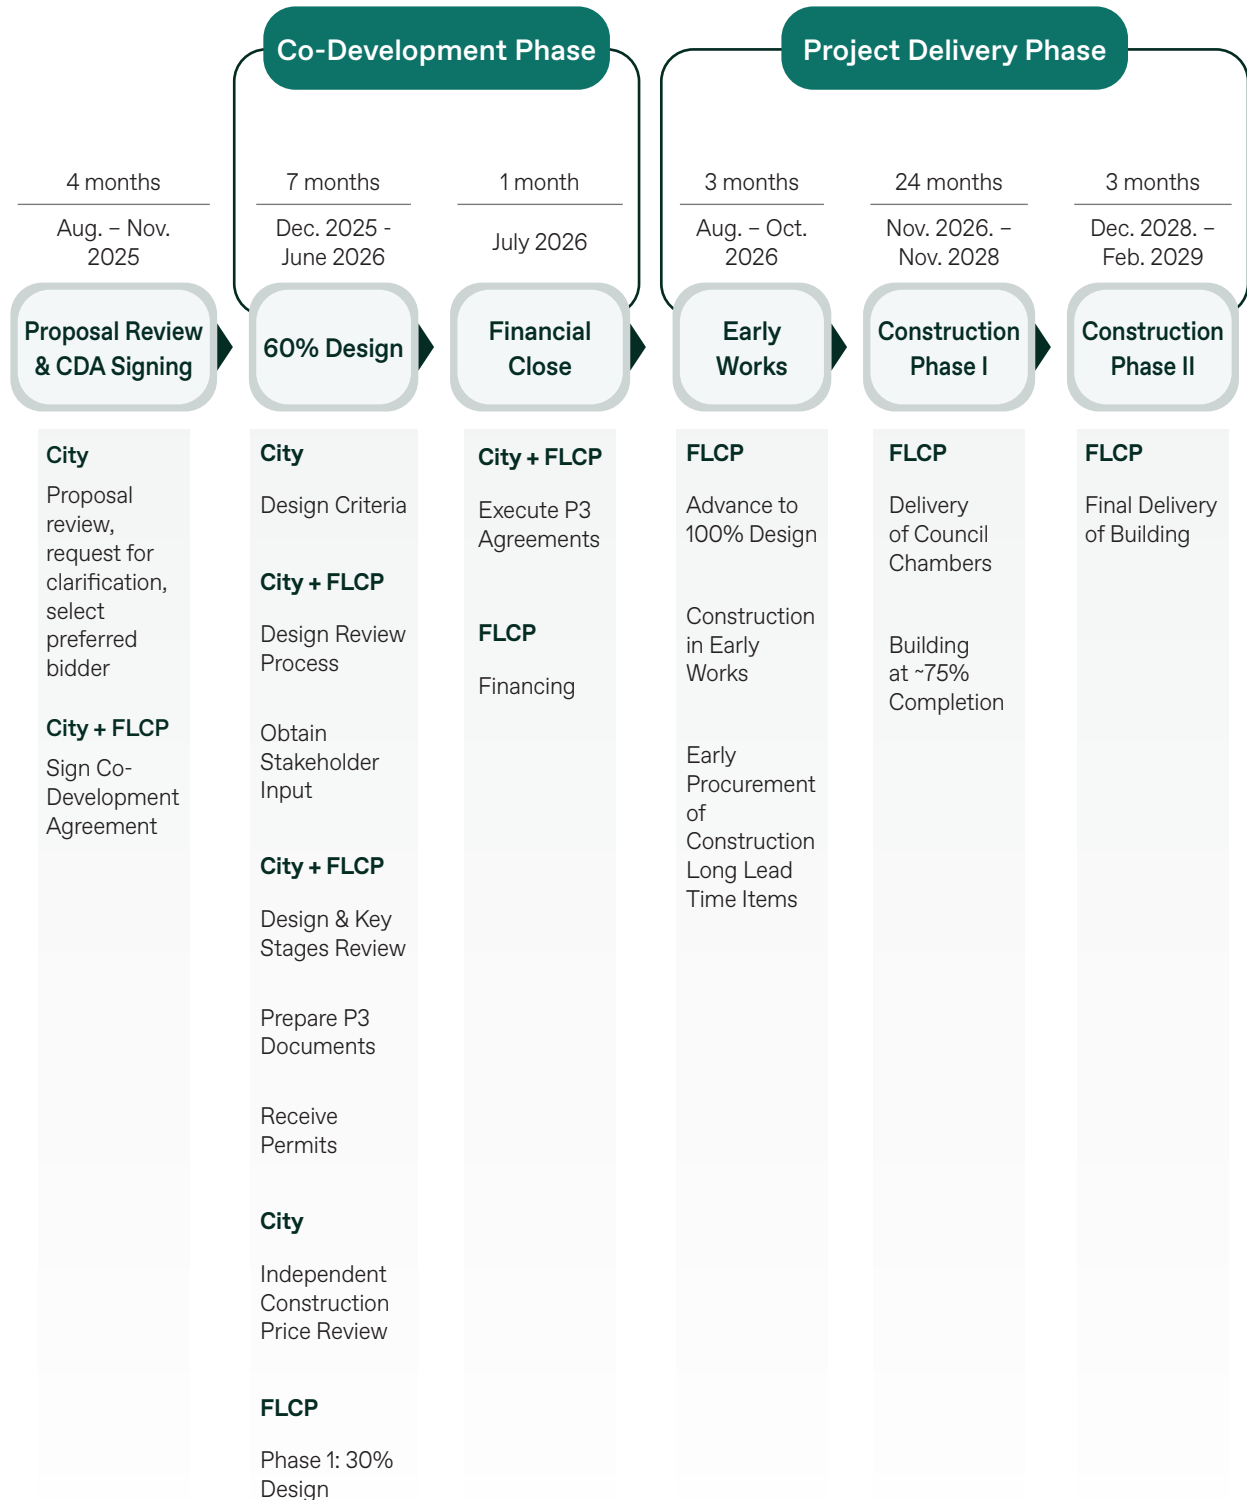 Co-Development Phase
Project Delivery Phase
4 months
Aug. – Nov.
2025
Proposal Review
& CDA Signing
City
Proposal
review,
request for
clarification,
select
preferred
bidder
City + FLCP
Sign Co-
Development
Agreement
7 months
Dec. 2025 -
June 2026
60% Design
City
Design Criteria
City + FLCP
Design Review
Process
Obtain
Stakeholder
Input
City + FLCP
Design & Key
Stages Review
Prepare P3
Documents
Receive
Permits
City
Independent
Construction
Price Review
FLCP
Phase 1: 30%
Design
1 month
July 2026
Financial
Close
City + FLCP
Execute P3
Agreements
FLCP
Financing
3 months
Aug. – Oct.
2026
Early
Works
FLCP
Advance to
100% Design
Construction
in Early
Works
Early
Procurement
of
Construction
Long Lead
Time Items
24 months
Nov. 2026. –
Nov. 2028
Construction
Phase I
FLCP
Delivery
of Council
Chambers
Building
at ~75%
Completion
3 months
Dec. 2028. –
Feb. 2029
Construction
Phase II
FLCP
Final Delivery
of Building